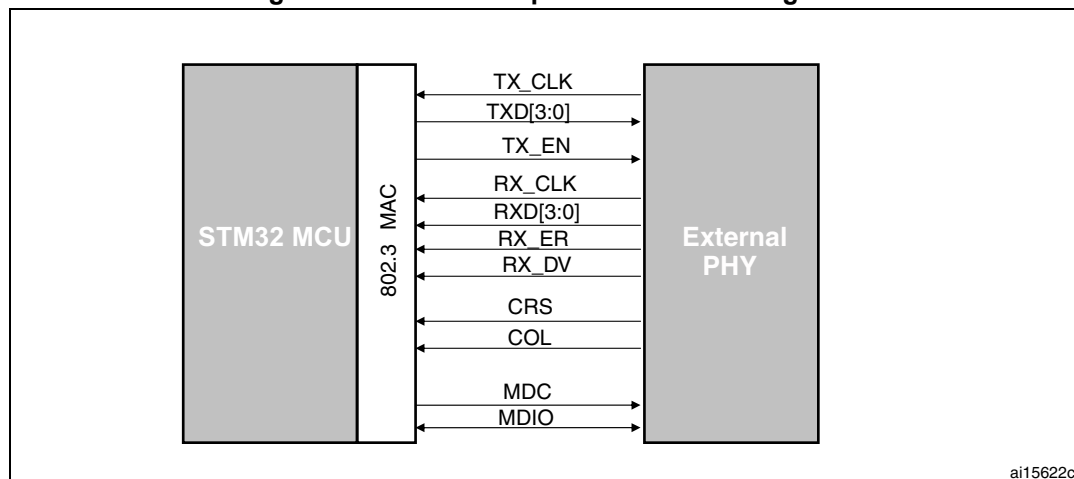 TX_CLK
TXD[3:0]
TX_EN
RX_CLK
RXD[3:0]
RX_ER
RX_DV
CRS
COL
MDC
MDIO
STM32 MCU
802.3 MAC
External
PHY
ai15622c